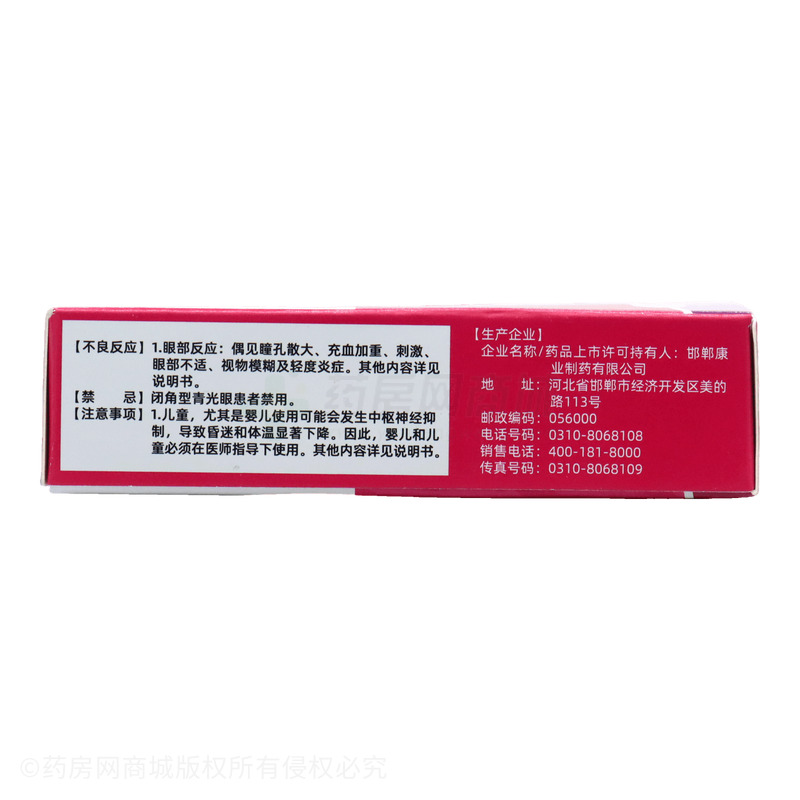 【不良反应】1.眼部反应：偶见瞳孔散大、充血加重、刺激、
眼部不适、视物模糊及轻度炎症。其他内容详见
说明书。
【禁　　忌】闭角型青光眼患者禁用。
【注意事项】1.儿童，尤其是婴儿使用可能会发生中枢神经抑
制，导致昏迷和体温显著下降。因此，婴儿和儿
童必须在医师指导下使用。其他内容详见说明书。
【生产企业】
企业名称/药品上市许可持有人：邯郸康
业制药有限公司
地　　址：河北省邯郸市经济开发区美的
路113号
邮政编码：056000
电话号码：0310-8068108
销售电话：400-181-8000
传真号码：0310-8068109
药房网商城
©药房网商城版权所有侵权必究